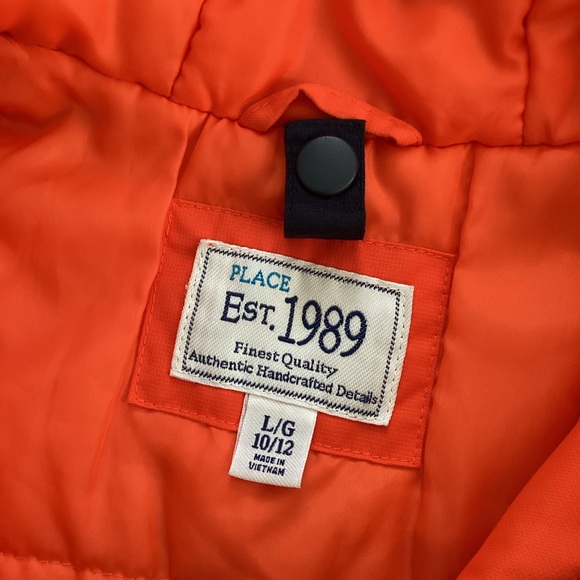 PLACE
EST. 1989
Finest Quality
Authentic Handcrafted Details
L/G
10/12
MADE IN
VIETNAM